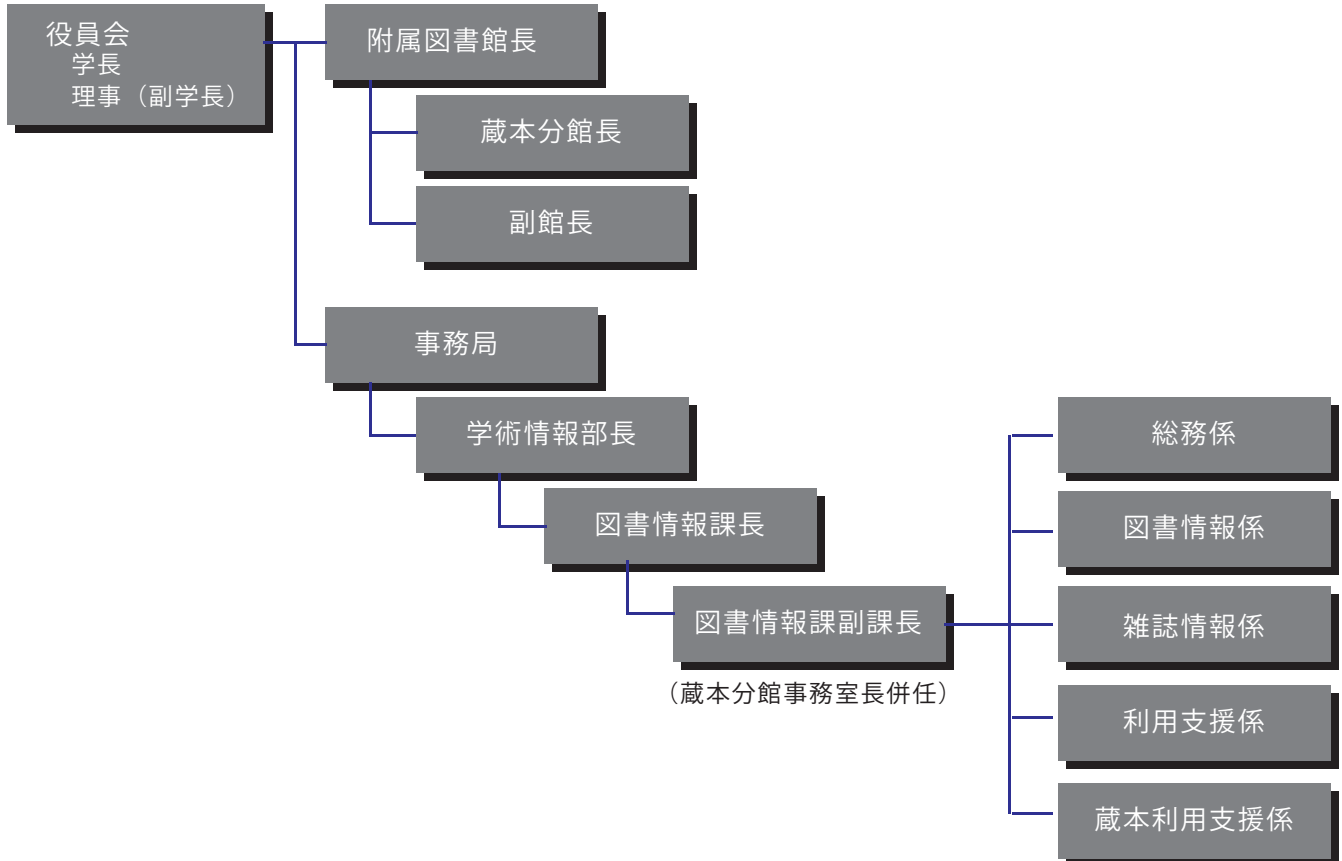 役員会
学長
理事（副学長）
附属図書館長
蔵本分館長
副館長
事務局
学術情報部長
図書情報課長
図書情報課副課長
（蔵本分館事務室長併任）
総務係
図書情報係
雑誌情報係
利用支援係
蔵本利用支援係